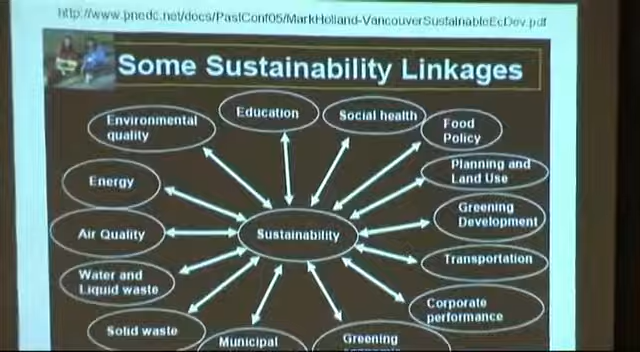 http://www.pnedc.net/docs/PastConf05/MarkHolland-VancouverSustainableEcDev.pdf
Some Sustainability Linkages
Education
Social health
Environmental
quality
Food
Policy
Planning and
Land Use
Energy
Greening
Development
Air Quality
Sustainability
Transportation
Water and
Liquid waste
Corporate
performance
Solid waste
Municipal
Greening